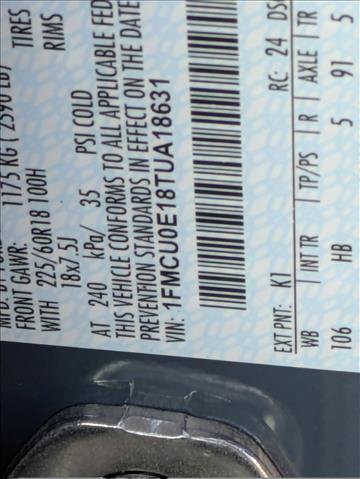 1175 KG ( 2590 LB) TIRES
FRONT GAWR: RIMS
WITH 225/60R18 100H
18x7.5J
AT 240 kPa/ 35 PSI COLD
THIS VEHICLE CONFORMS TO ALL APPLICABLE FED
PREVENTION STANDARDS IN EFFECT ON THE DATE
VIN: 1FMCU0E18TUA18631
EXT PNT: K1 RC: 24 DSO
WB | INT TR | TP/PS | R | AXLE | TR
106 HB 5 91 5